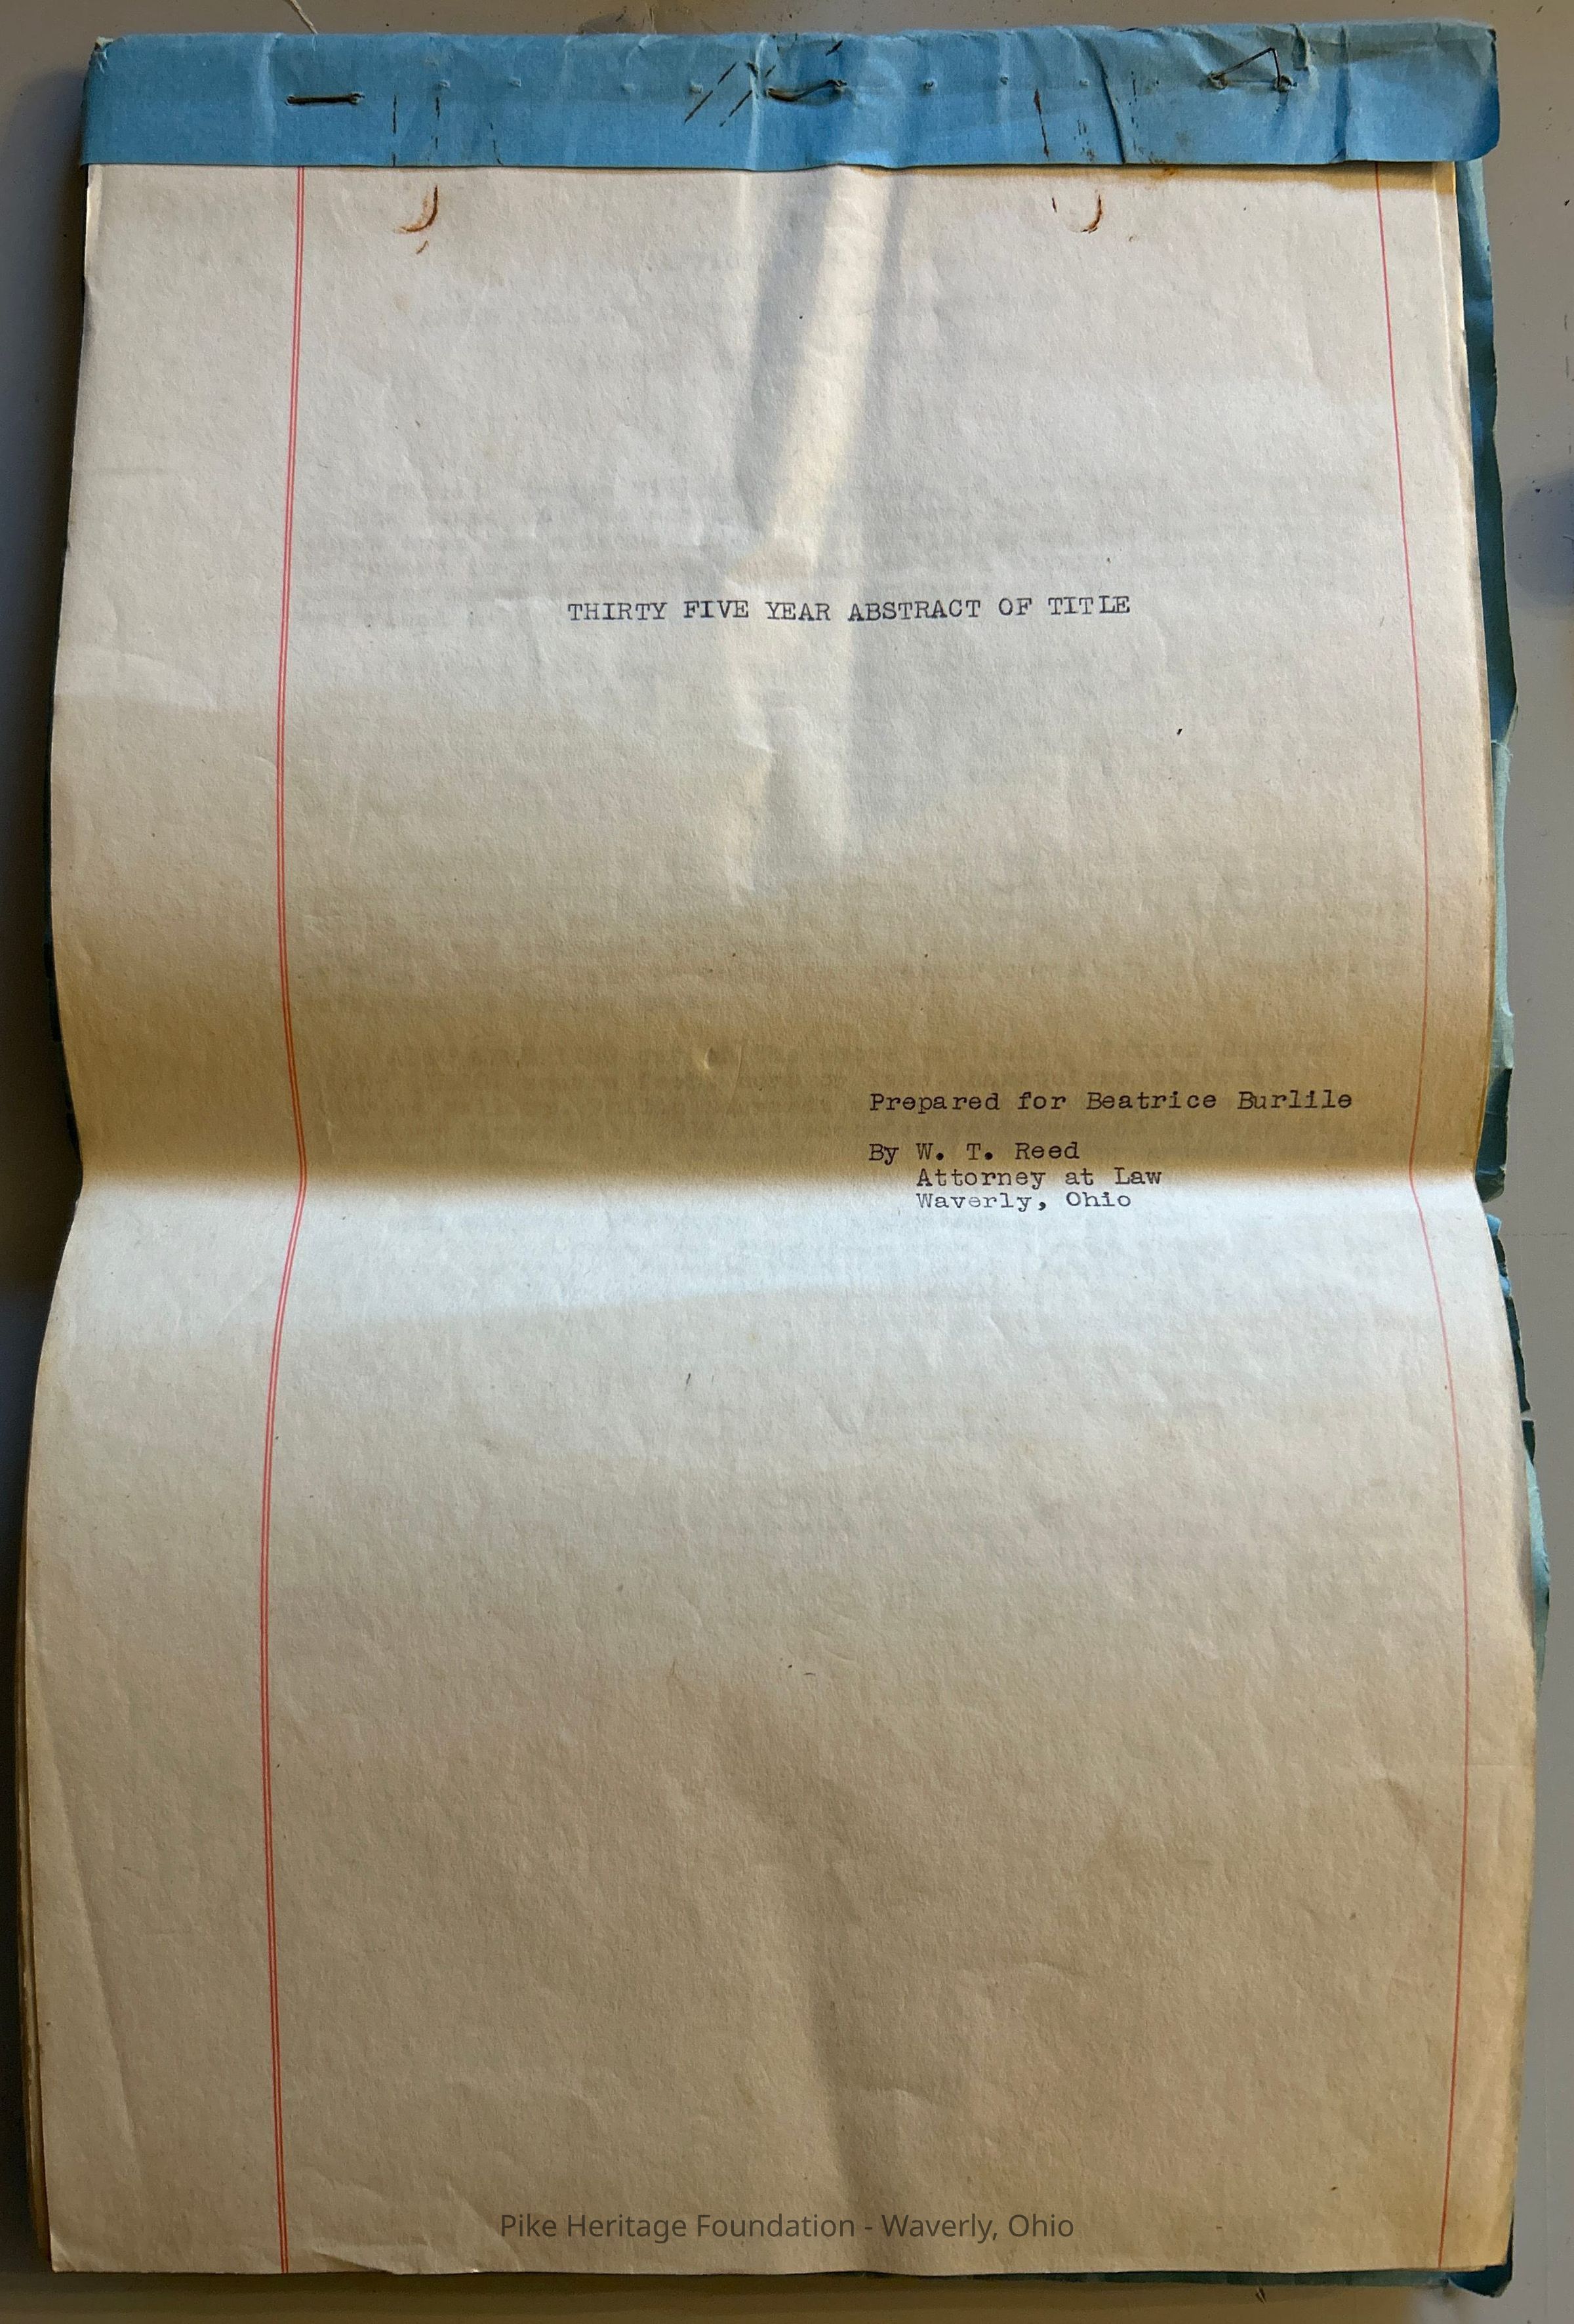 THIRTY FIVE YEAR ABSTRACT OF TITLE
Prepared for Beatrice Burlile
By W. T. Reed
Attorney at Law
Waverly, Ohio
Pike Heritage Foundation - Waverly, Ohio